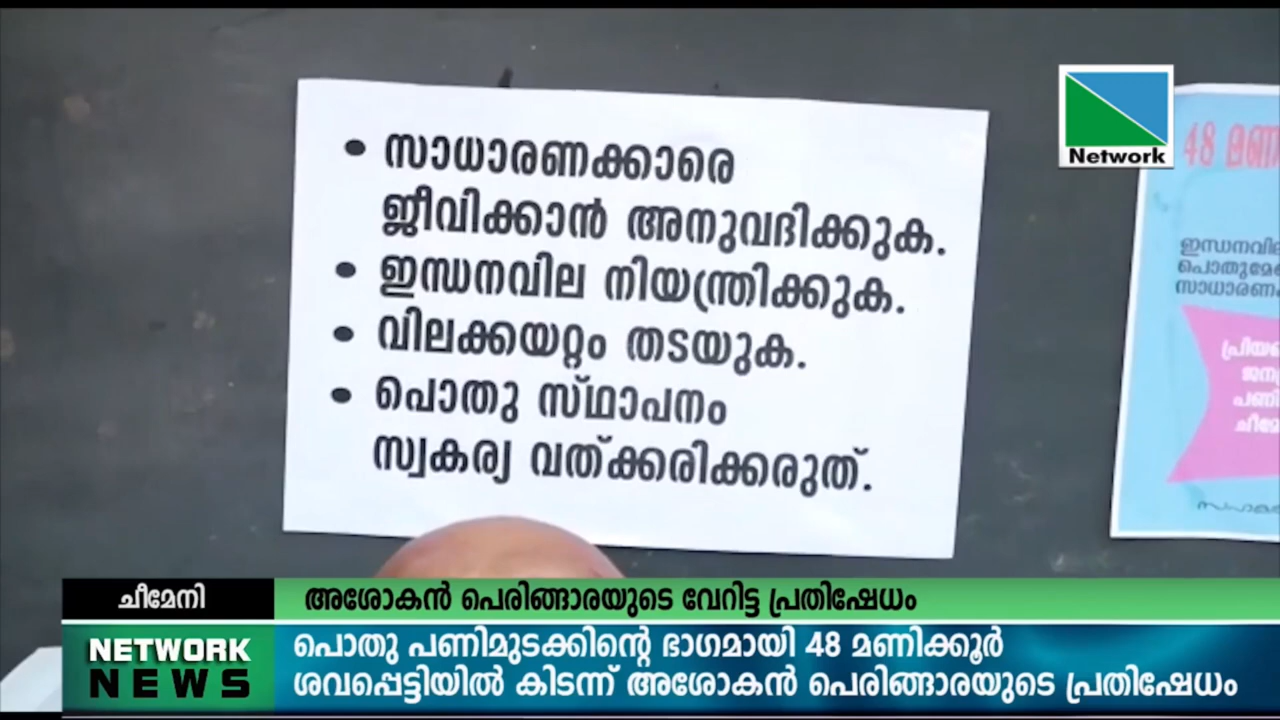 • സാധാരണക്കാരെ
ജീവിക്കാൻ അനുവദിക്കുക.
• ഇന്ധനവില നിയന്ത്രിക്കുക.
• വിലക്കയറ്റം തടയുക.
• പൊതു സ്ഥാപനം
സ്വകര്യ വത്ക്കരിക്കരുത്.
Network
48
പൊതുമേ
സാധാരണ
ചീമേനി
അശോകൻ പെരിങ്ങാരയുടെ വേറിട്ട പ്രതിഷേധം
NETWORK
NEWS
പൊതു പണിമുടക്കിന്റെ ഭാഗമായി 48 മണിക്കൂർ
ശവപ്പെട്ടിയിൽ കിടന്ന് അശോകൻ പെരിങ്ങാരയുടെ പ്രതിഷേധം